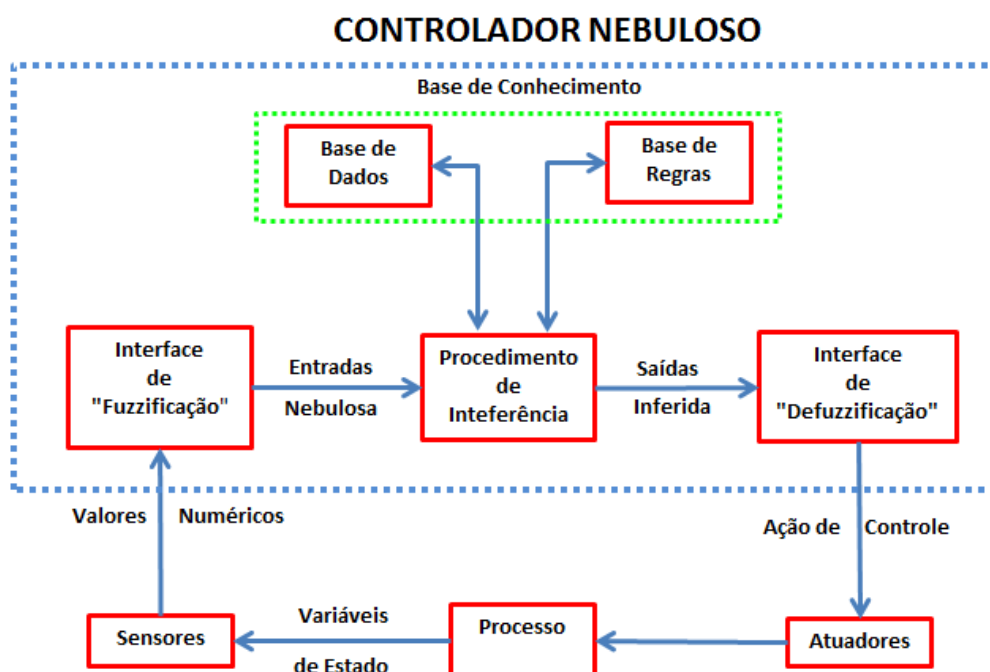 CONTROLADOR NEBULOSO
Base de Conhecimento
Base de
Dados
Base de
Regras
Interface
de
"Fuzzificação"
Entradas
Nebulosa
Procedimento
de
Inteferência
Saídas
Inferida
Interface
de
"Defuzzificação"
Valores Numéricos
Ação de Controle
Sensores
Variáveis
de Estado
Processo
Atuadores